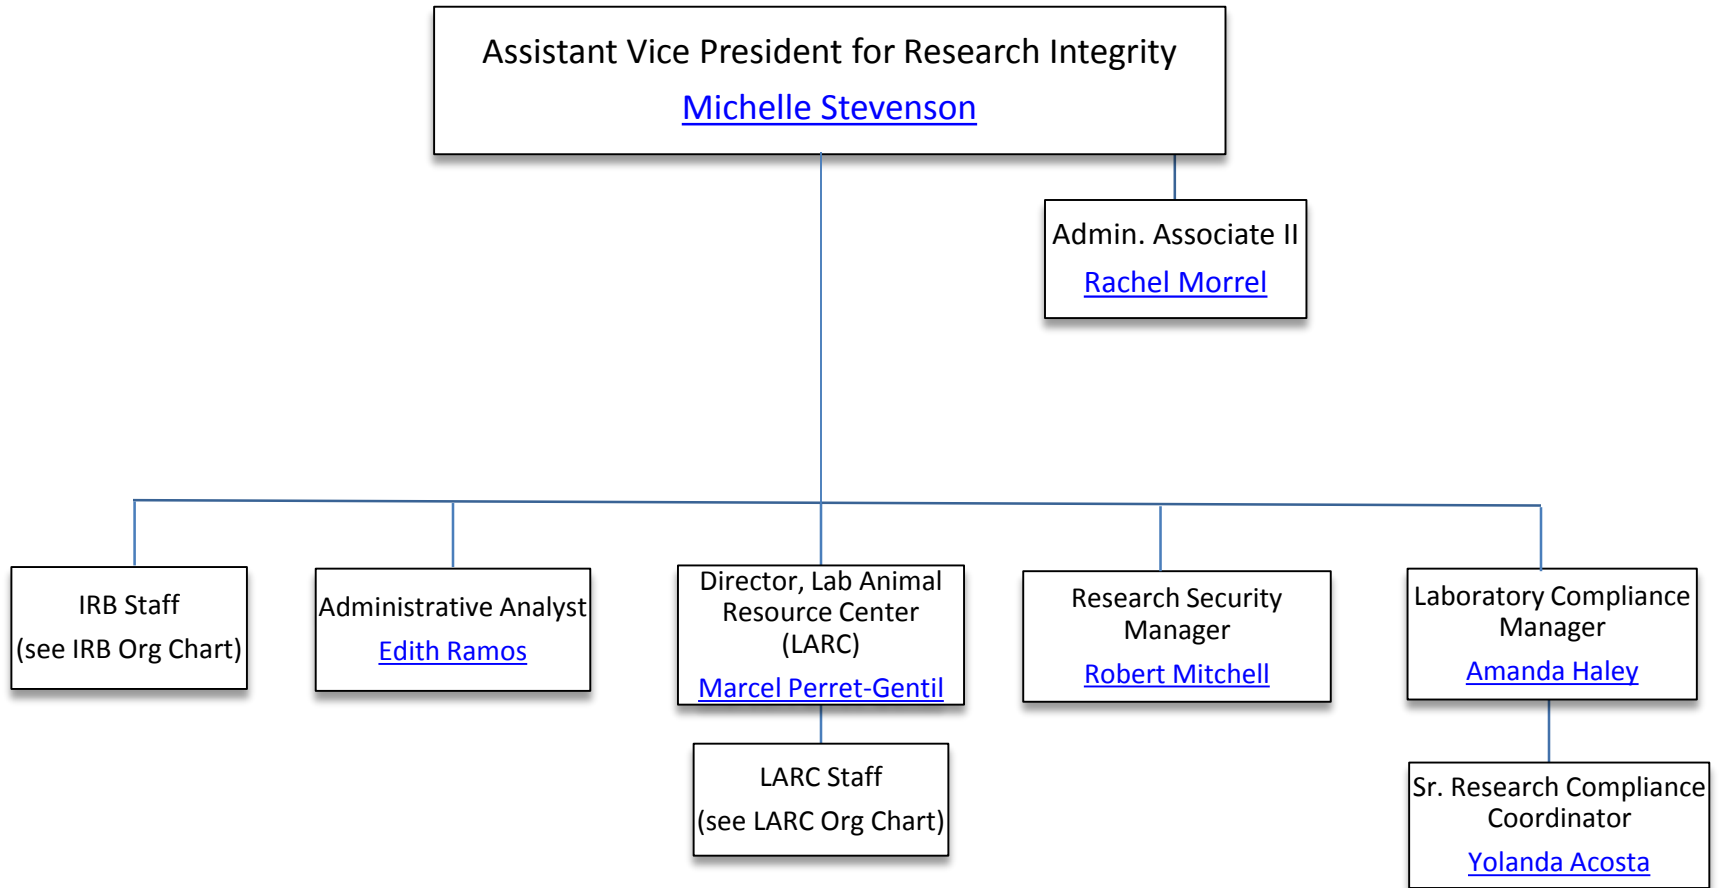 Assistant Vice President for Research Integrity
Michelle Stevenson
Admin. Associate II
Rachel Morrel
IRB Staff
(see IRB Org Chart)
Administrative Analyst
Edith Ramos
Director, Lab Animal
Resource Center
(LARC)
Marcel Perret-Gentil
Research Security
Manager
Robert Mitchell
Laboratory Compliance
Manager
Amanda Haley
LARC Staff
(see LARC Org Chart)
Sr. Research Compliance
Coordinator
Yolanda Acosta